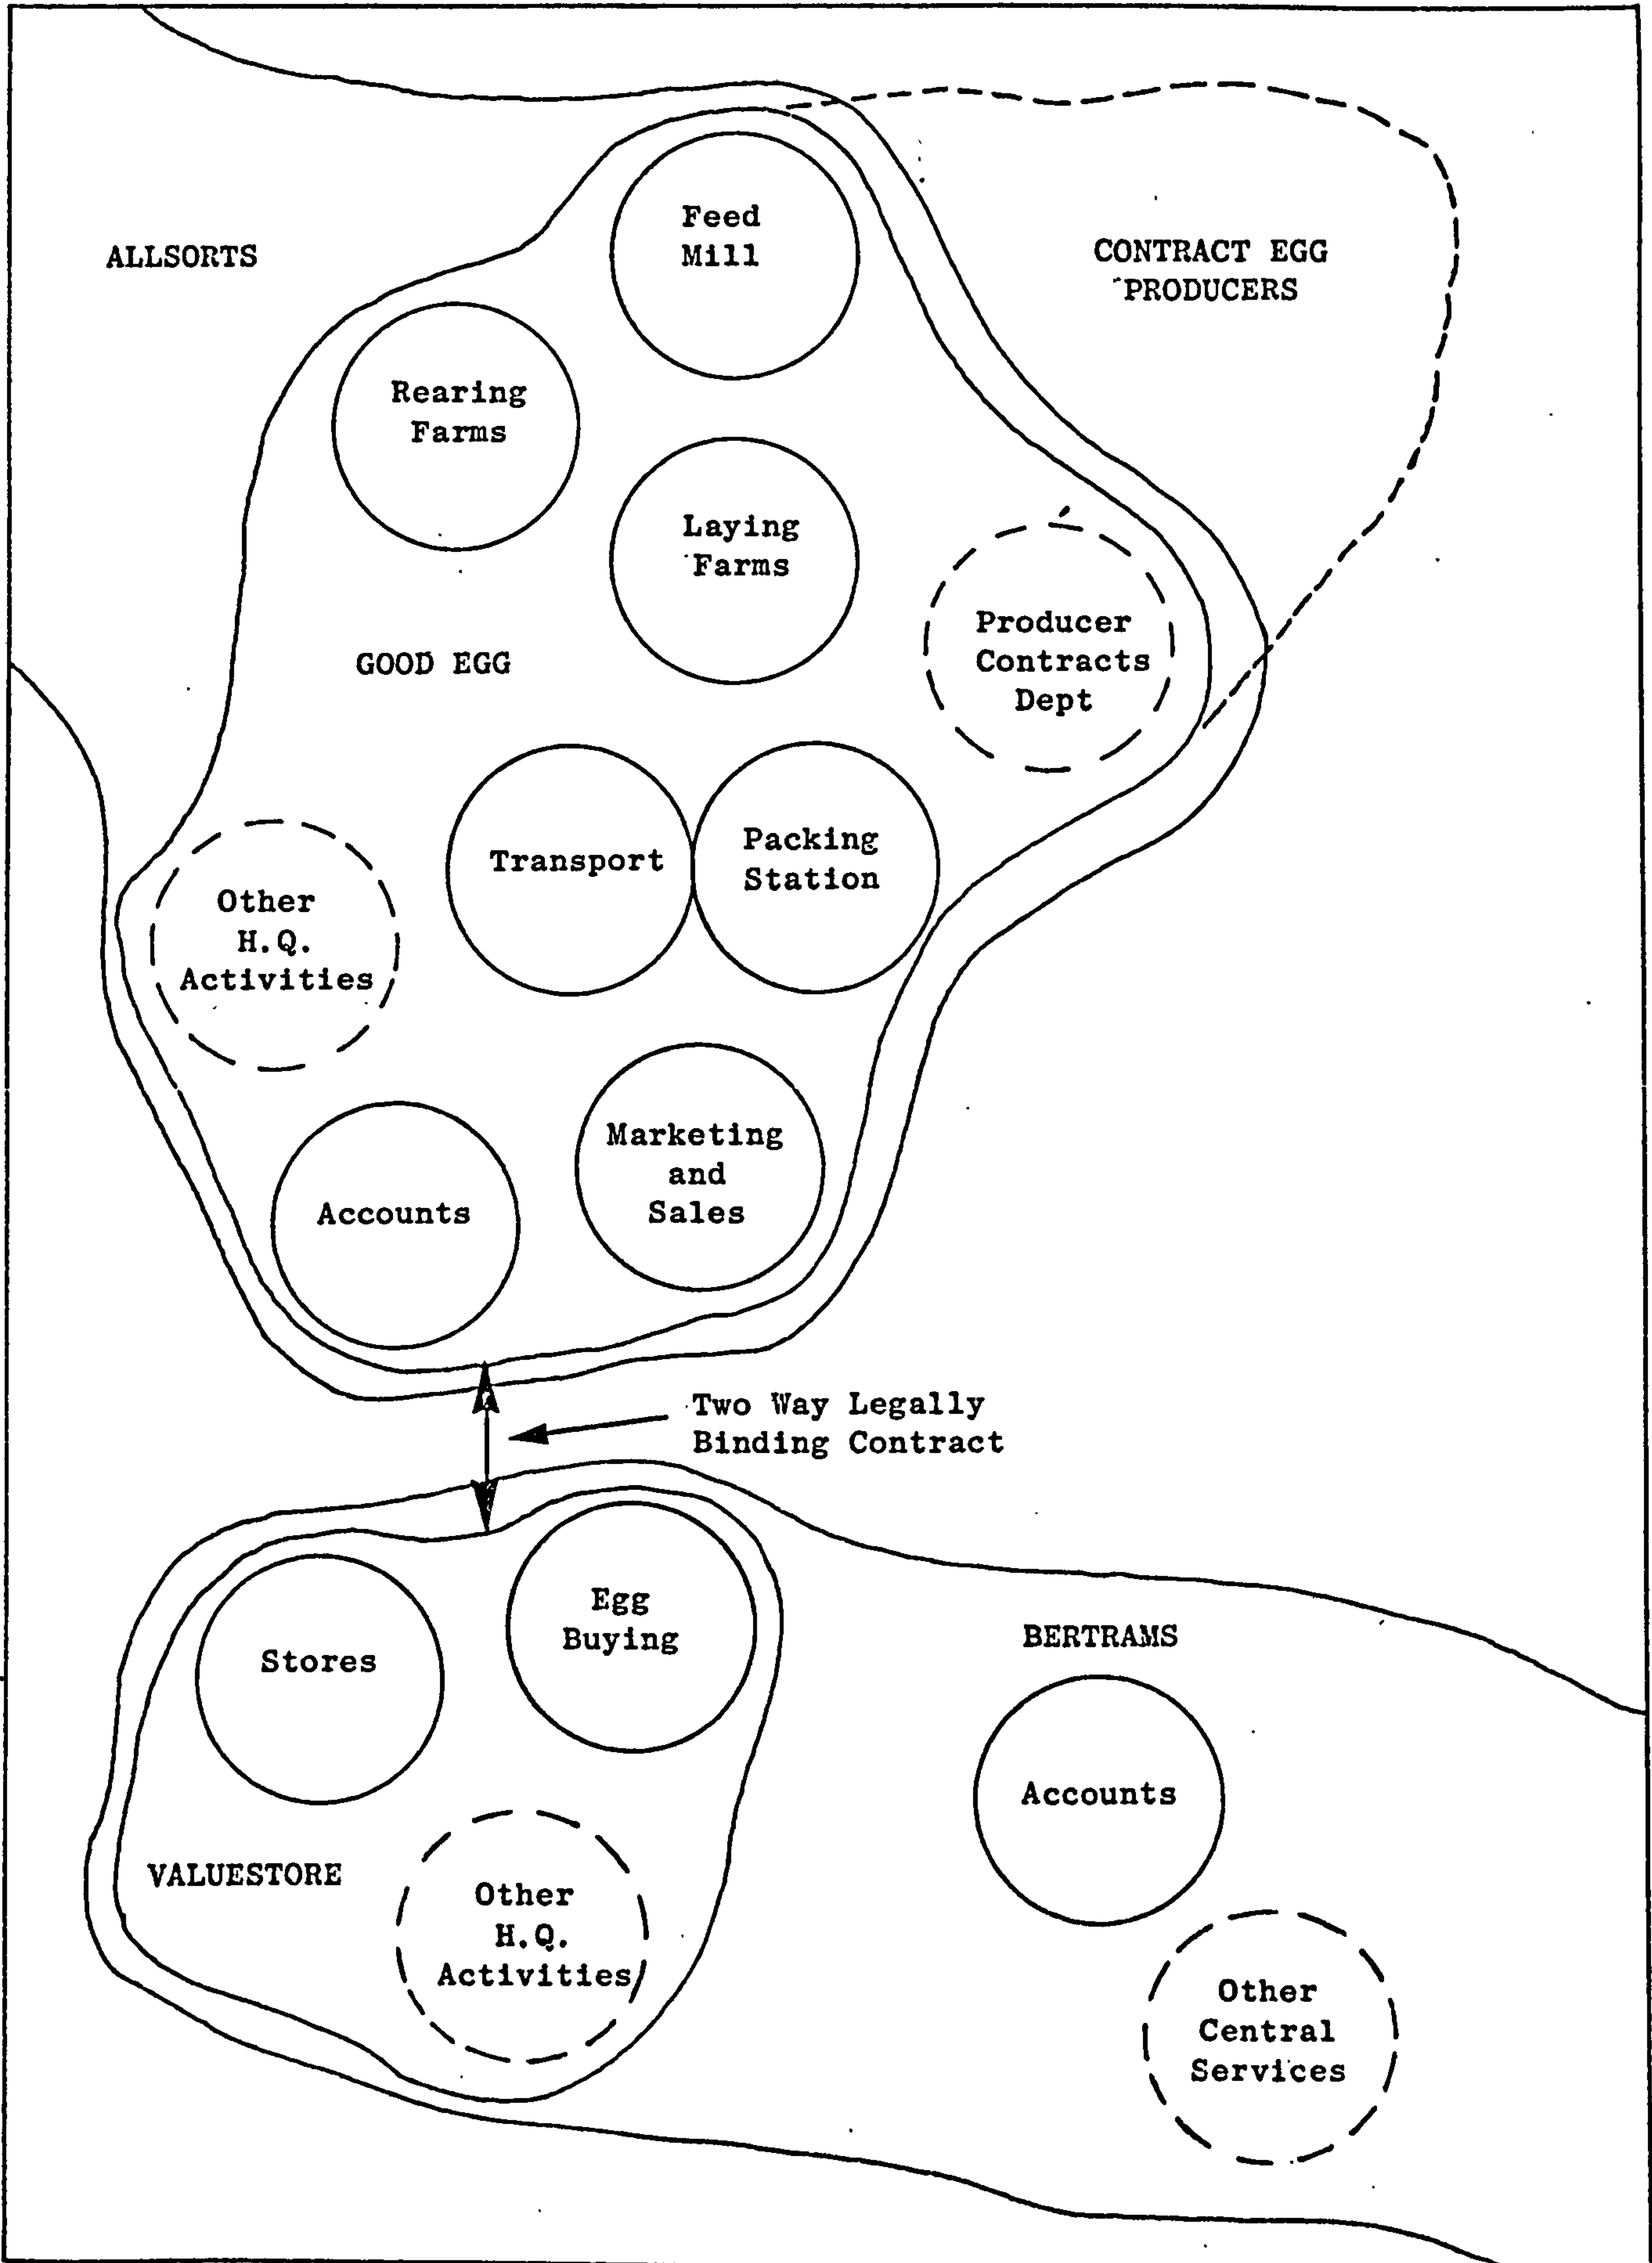 Feed
Mill
ALLSORTS
CONTRACT EGG
PRODUCERS
Rearing
Farms
Laying
Farms
Producer
Contracts
Dept
GOOD EGG
Transport
Packing
Station
Other
H.Q.
Activities
Marketing
and
Sales
Accounts
Two Way Legally
Binding Contract
Egg
Buying
Stores
BERTRAMS
Accounts
VALUESTORE
Other
H.Q.
Activities
Other
Central
Services